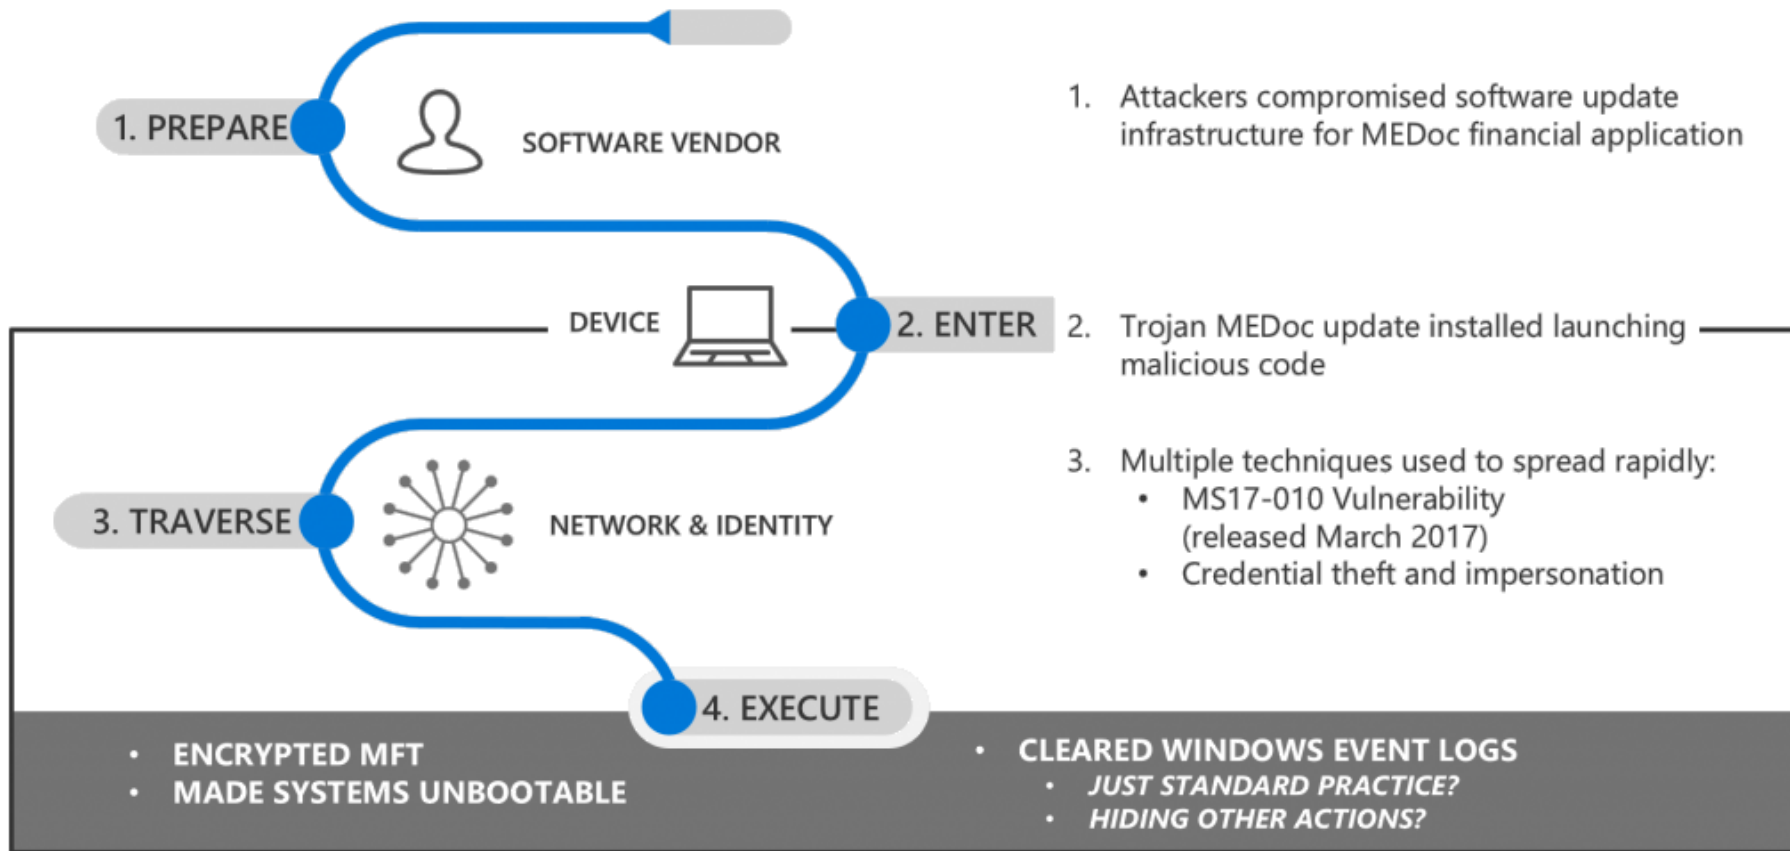 1. PREPARE
SOFTWARE VENDOR
1. Attackers compromised software update
infrastructure for MEDoc financial application
DEVICE
2. ENTER
2. Trojan MEDoc update installed launching
malicious code
3. TRAVERSE
NETWORK & IDENTITY
3. Multiple techniques used to spread rapidly:
• MS17-010 Vulnerability
(released March 2017)
• Credential theft and impersonation
4. EXECUTE
• ENCRYPTED MFT
• MADE SYSTEMS UNBOOTABLE
• CLEARED WINDOWS EVENT LOGS
• JUST STANDARD PRACTICE?
• HIDING OTHER ACTIONS?